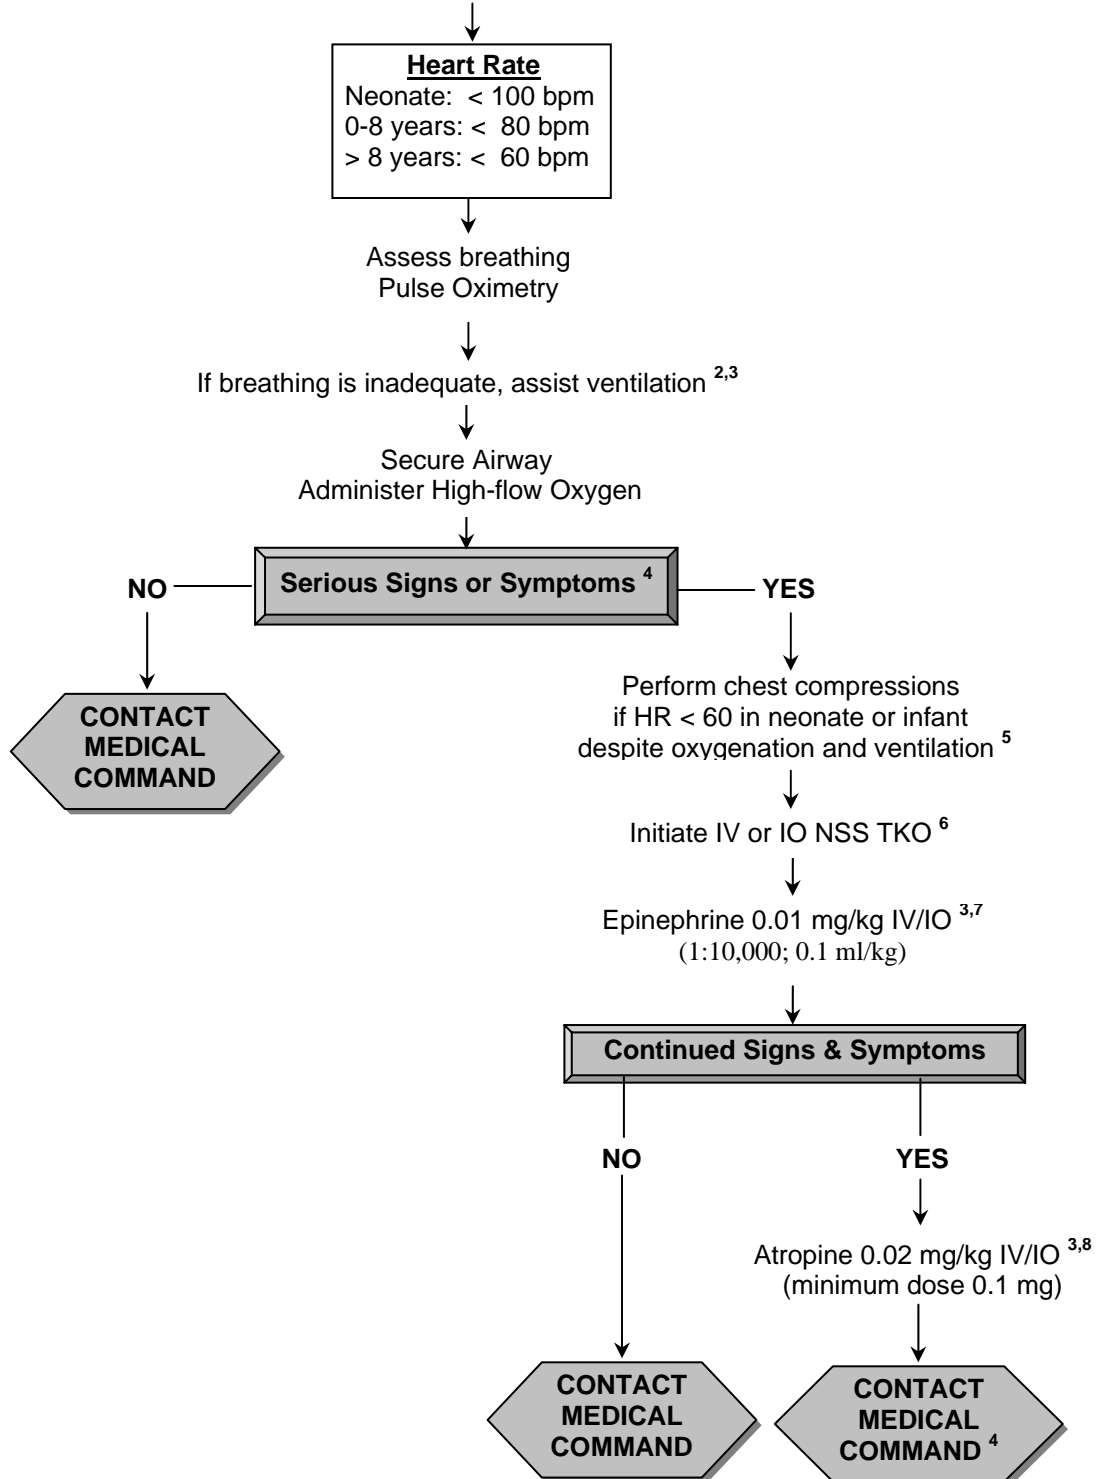 Heart Rate
Neonate: < 100 bpm
0-8 years: < 80 bpm
> 8 years: < 60 bpm
Assess breathing
Pulse Oximetry
If breathing is inadequate, assist ventilation 2,3
Secure Airway
Administer High-flow Oxygen
Serious Signs or Symptoms 4
NO
YES
CONTACT
MEDICAL
COMMAND
Perform chest compressions
if HR < 60 in neonate or infant
despite oxygenation and ventilation 5
Initiate IV or IO NSS TKO 6
Epinephrine 0.01 mg/kg IV/IO 3,7
(1:10,000; 0.1 ml/kg)
Continued Signs & Symptoms
NO
YES
Atropine 0.02 mg/kg IV/IO 3,8
(minimum dose 0.1 mg)
CONTACT
MEDICAL
COMMAND
CONTACT
MEDICAL
COMMAND 4